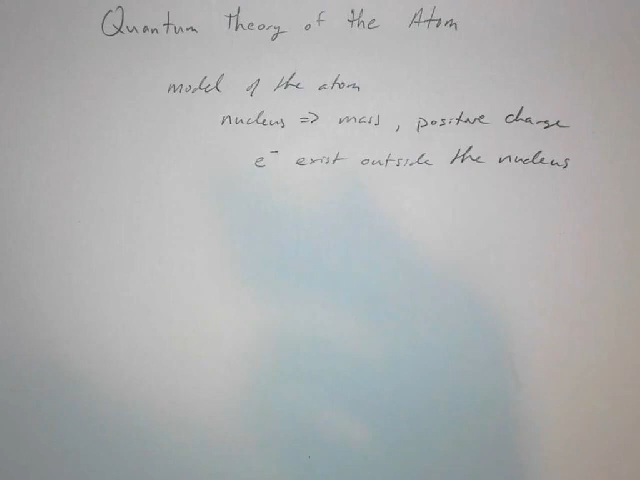 Quantum Theory of the Atom
model of the atom
nucleus => mass, positive charge
e⁻ exist outside the nucleus